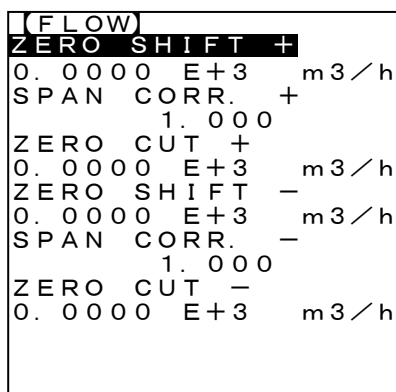 (FLOW)
ZERO SHIFT +
0. 0000 E+3 m3/h
SPAN CORR. +
1. 000
ZERO CUT +
0. 0000 E+3 m3/h
ZERO SHIFT −
0. 0000 E+3 m3/h
SPAN CORR. −
1. 000
ZERO CUT −
0. 0000 E+3 m3/h